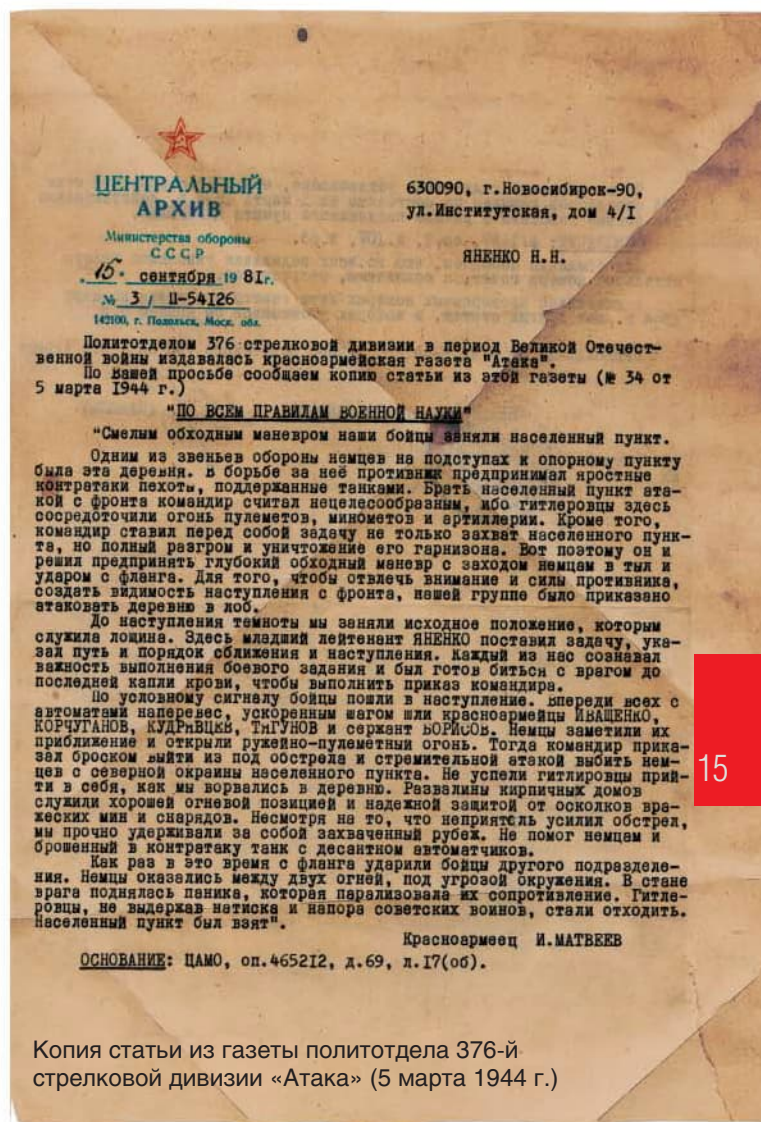 ЦЕНТРАЛЬНЫЙ
АРХИВ
Министерства обороны
СССР
"15" сентября 1981г.
№ 3 / П-54126
142100, г. Подольск, Моск. обл.
630090, г.Новосибирск-90,
ул.Институтская, дом 4/I
ЯНЕНКО Н.Н.
Политотделом 376 стрелковой дивизии в период Великой Отечест-
венной войны издавалась красноармейская газета "Атака".
По Вашей просьбе сообщаем копию статьи из этой газеты (№ 34 от
5 марта 1944 г.)
"ПО ВСЕМ ПРАВИЛАМ ВОЕННОЙ НАУКИ"
"Смелым обходным маневром наши бойцы заняли населенный пункт.
Одним из звеньев обороны немцев на подступах к опорному пункту
была эта деревня. В борьбе за неё противник предпринимал яростные
контратаки пехоты, поддержанные танками. Брать населенный пункт ата-
кой с фронта командир считал нецелесообразным, ибо гитлеровцы здесь
сосредоточили огонь пулеметов, минометов и артиллерии. Кроме того,
командир ставил перед собой задачу не только захват населенного пунк-
та, но полный разгром и уничтожение его гарнизона. Вот поэтому он и
решил предпринять глубокий обходный маневр с заходом немцам в тыл и
ударом с фланга. Для того, чтобы отвлечь внимание и силы противника,
создать видимость наступления с фронта, нашей группе было приказано
атаковать деревню в лоб.
До наступления темноты мы заняли исходное положение, которым
служила лощина. Здесь младший лейтенант ЯНЕНКО поставил задачу, ука-
зал путь и порядок сближения и наступления. Каждый из нас сознавал
важность выполнения боевого задания и был готов биться с врагом до
последней капли крови, чтобы выполнить приказ командира.
По условному сигналу бойцы пошли в наступление. Впереди всех с
автоматами наперевес, ускоренным шагом шли красноармейцы ИВАЩЕНКО,
КОРЧУГАНОВ, КУДРЯВЦЕВ, ТЯГУНОВ и сержант БОРИСОВ. Немцы заметили их
приближение и открыли ружейно-пулеметный огонь. Тогда командир прика-
зал броском выйти из под обстрела и стремительной атакой выбить нем-
цев с северной окраины населенного пункта. Не успели гитлировцы прий-
ти в себя, как мы ворвались в деревню. Развалины кирпичных домов
служили хорошей огневой позицией и надежной защитой от осколков вра-
жеских мин и снарядов. Несмотря на то, что неприятель усилил обстрел,
мы прочно удерживали за собой захваченный рубеж. Не помог немцам и
брошенный в контратаку танк с десантном автоматчиков.
Как раз в это время с фланга ударили бойцы другого подразделе-
ния. Немцы оказались между двух огней, под угрозой окружения. В стане
врага поднялась паника, которая парализовала их сопротивление. Гитле-
ровцы, не выдержав натиска и напора советских воинов, стали отходить.
Населенный пункт был взят".
Красноармеец И.МАТВЕЕВ
ОСНОВАНИЕ: ЦАМО, оп.465212, д.69, л.17(об).
15
Копия статьи из газеты политотдела 376-й
стрелковой дивизии «Атака» (5 марта 1944 г.)